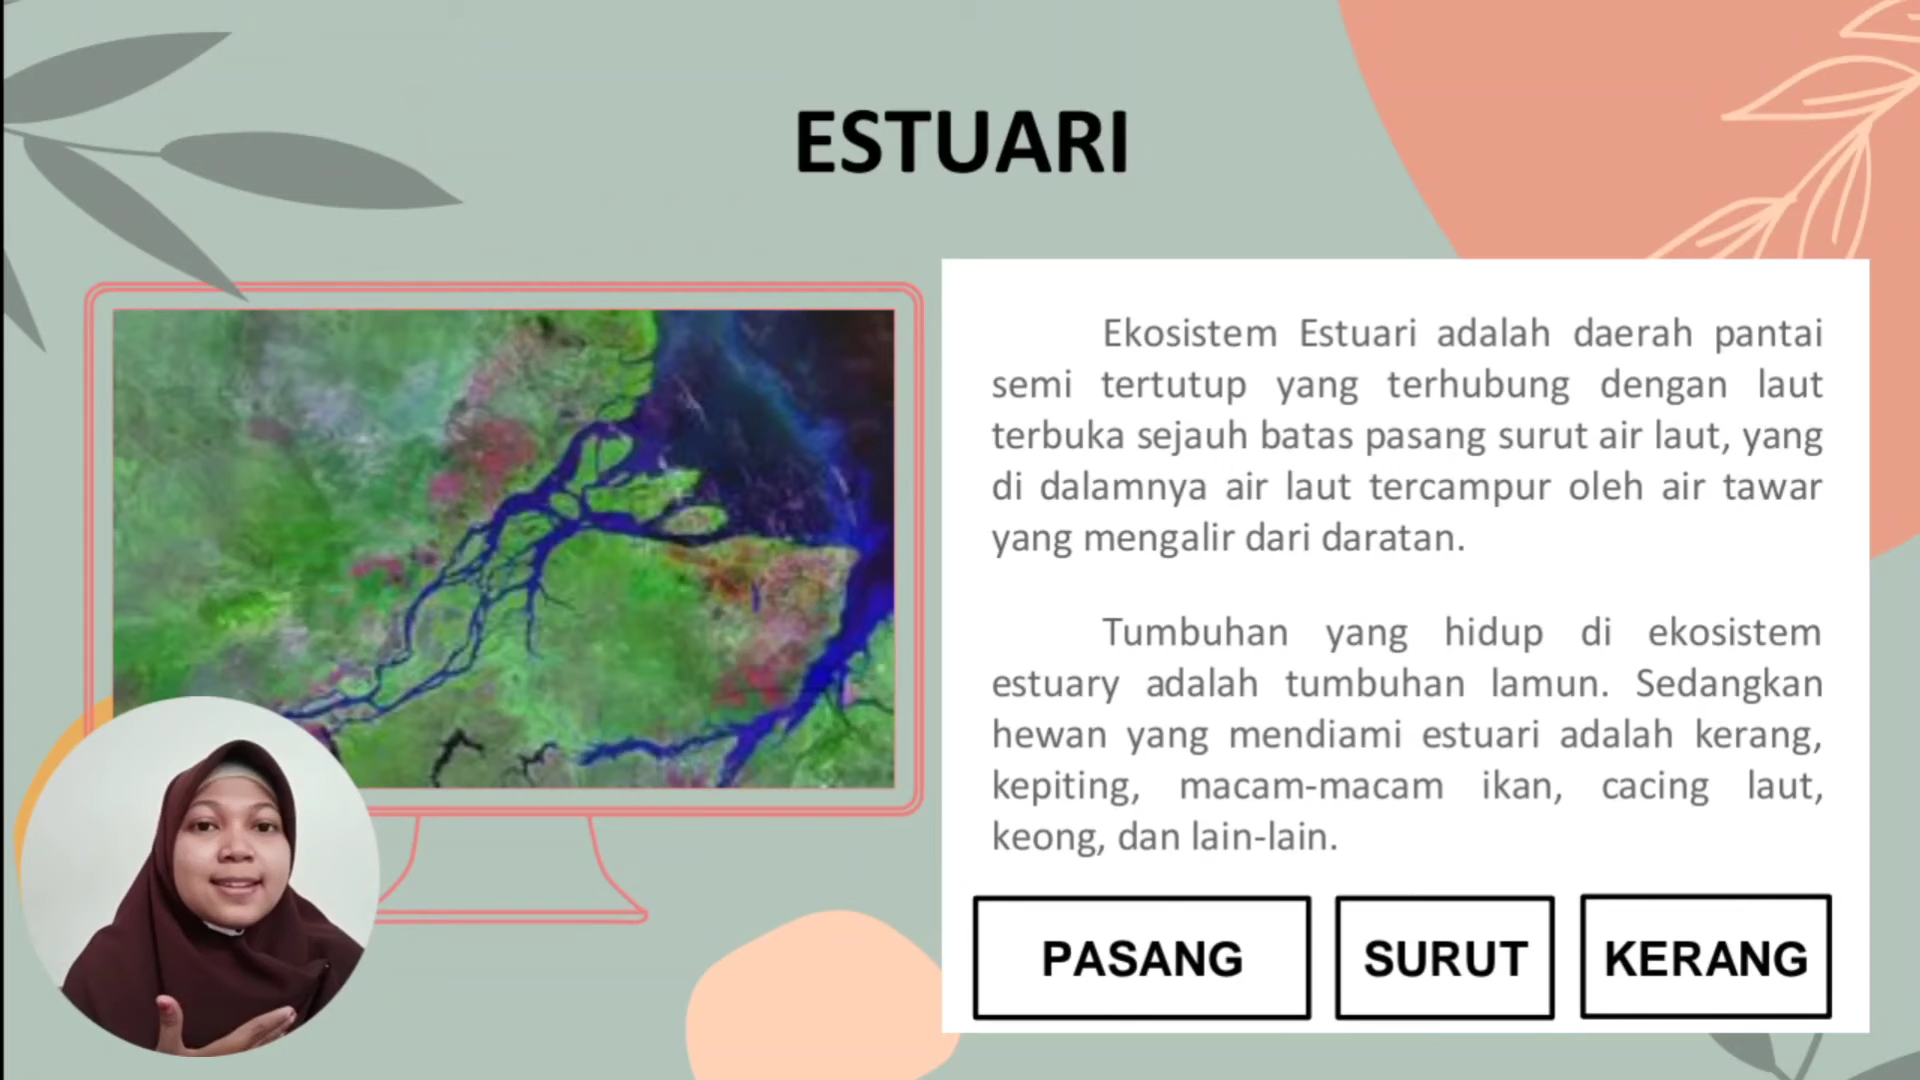 ESTUARI
Ekosistem Estuari adalah daerah pantai
semi tertutup yang terhubung dengan laut
terbuka sejauh batas pasang surut air laut, yang
di dalamnya air laut tercampur oleh air tawar
yang mengalir dari daratan.
Tumbuhan yang hidup di ekosistem
estuary adalah tumbuhan lamun. Sedangkan
hewan yang mendiami estuari adalah kerang,
kepiting, macam-macam ikan, cacing laut,
keong, dan lain-lain.
PASANG
SURUT
KERANG